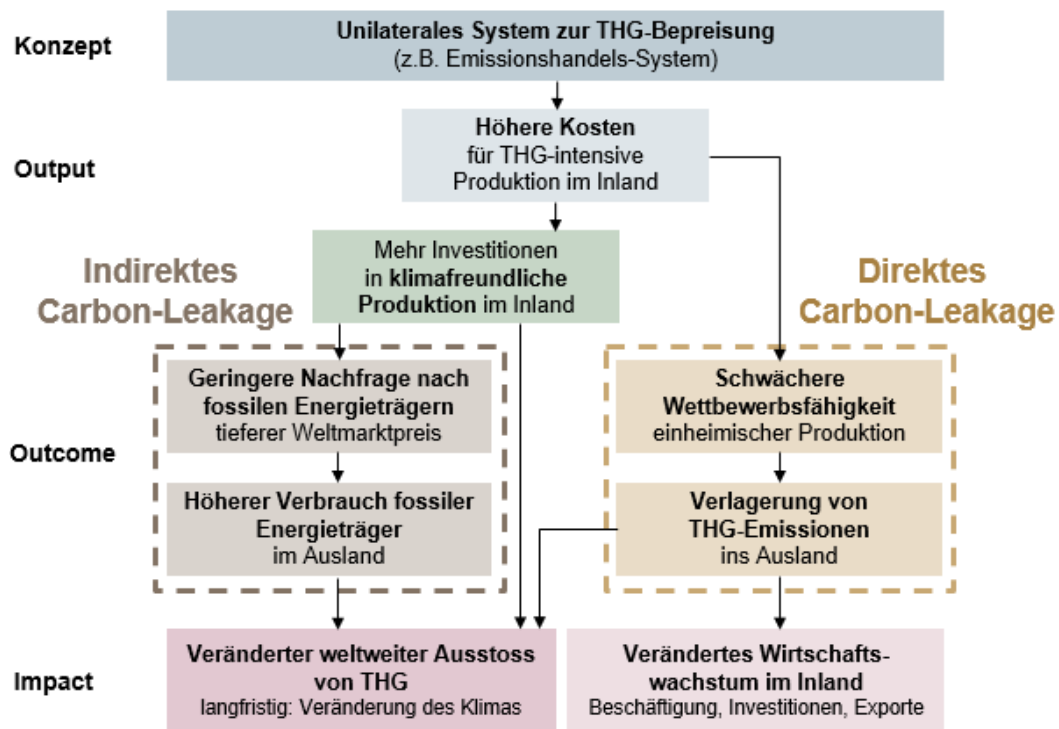 Konzept
Unilaterales System zur THG-Bepreisung
(z.B. Emissionshandels-System)
Output
Höhere Kosten
für THG-intensive
Produktion im Inland
Mehr Investitionen
in klimafreundliche
Produktion im Inland
Indirektes
Carbon-Leakage
Direktes
Carbon-Leakage
Outcome
Geringere Nachfrage nach
fossilen Energieträgern
tieferer Weltmarktpreis
Schwächere
Wettbewerbsfähigkeit
einheimischer Produktion
Höherer Verbrauch fossiler
Energieträger
im Ausland
Verlagerung von
THG-Emissionen
ins Ausland
Impact
Veränderter weltweiter Ausstoss
von THG
langfristig: Veränderung des Klimas
Verändertes Wirtschafts-
wachstum im Inland
Beschäftigung, Investitionen, Exporte